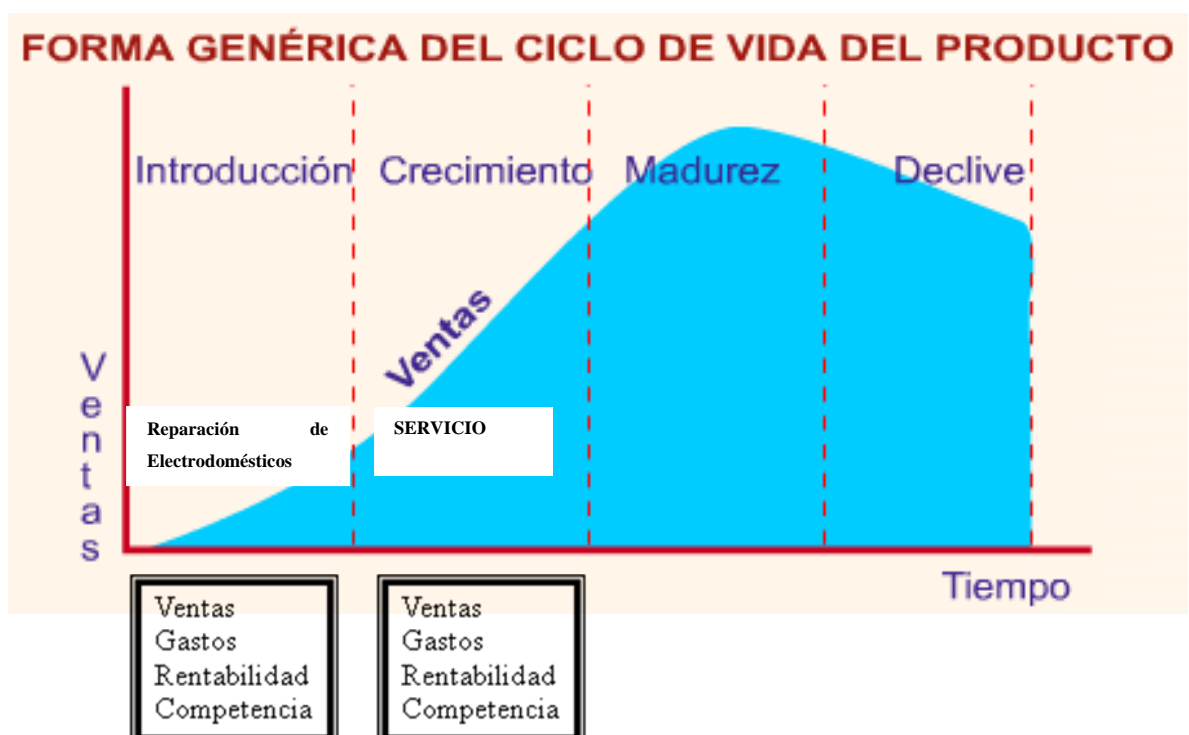 FORMA GENÉRICA DEL CICLO DE VIDA DEL PRODUCTO
Introducción
Crecimiento
Madurez
Declive
Ventas
Ventas
Reparación de
Electrodomésticos
SERVICIO
Tiempo
Ventas
Gastos
Rentabilidad
Competencia
Ventas
Gastos
Rentabilidad
Competencia